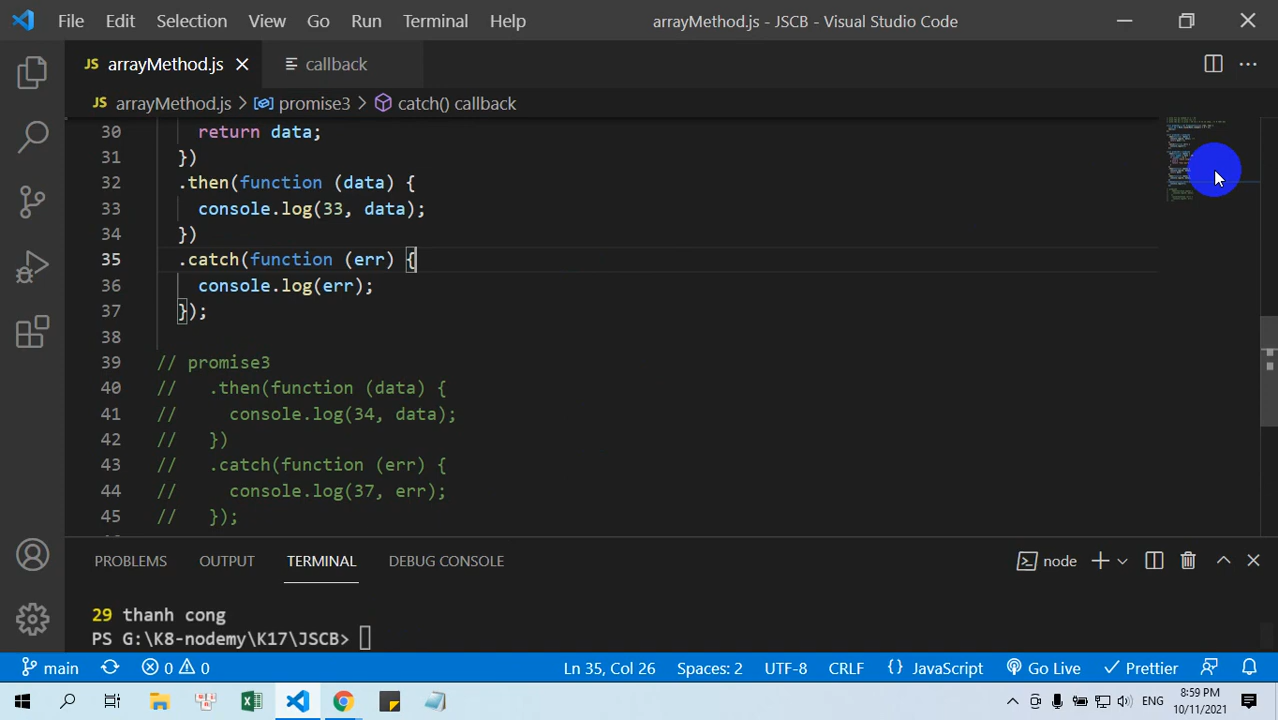 File Edit Selection View Go Run Terminal Help arrayMethod.js - JSCB - Visual Studio Code
JS arrayMethod.js callback
JS arrayMethod.js > promise3 > catch() callback
30 return data;
31 })
32 .then(function (data) {
33 console.log(33, data);
34 })
35 .catch(function (err) {
36 console.log(err);
37 });
38
39 // promise3
40 // .then(function (data) {
41 // console.log(34, data);
42 // })
43 // .catch(function (err) {
44 // console.log(37, err);
45 // });
PROBLEMS OUTPUT TERMINAL DEBUG CONSOLE node
29 thanh cong
PS G:\K8-nodemy\K17\JSCB>
main 0 0 Ln 35, Col 26 Spaces: 2 UTF-8 CRLF {} JavaScript Go Live Prettier
ENG 8:59 PM
10/11/2021